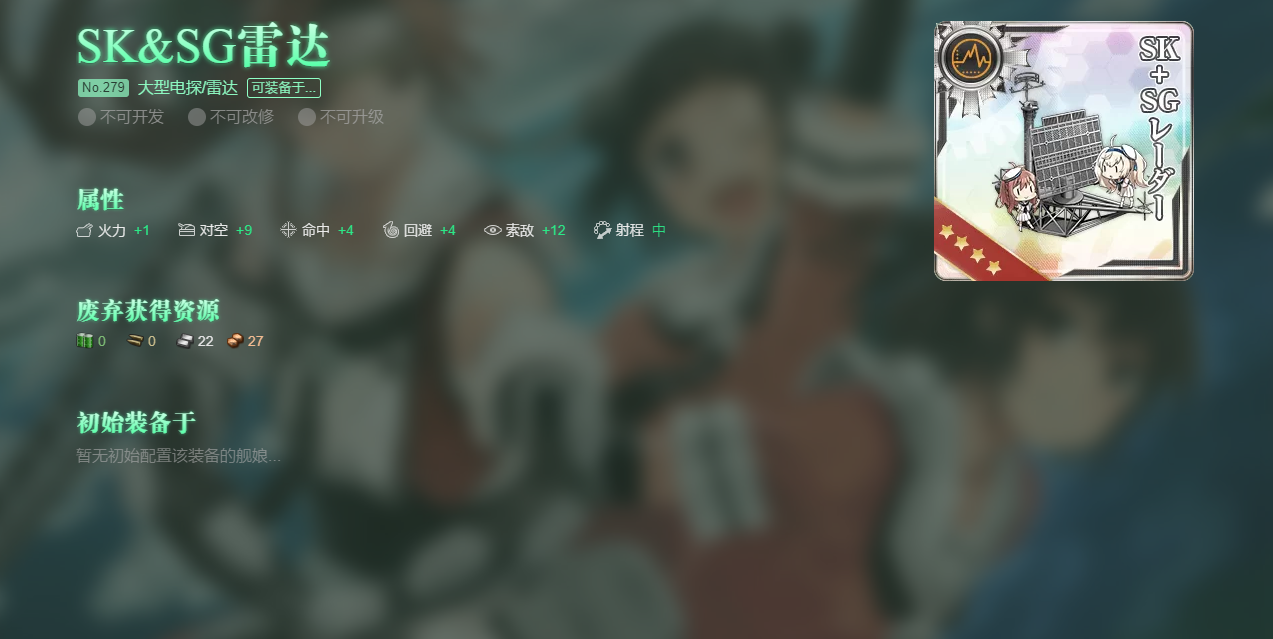 SK&SG雷达
No.279 大型电探/雷达 可装备于...
不可开发 不可改修 不可升级
属性
火力 +1 对空 +9 命中 +4 回避 +4 索敌 +12 射程 中
废弃获得资源
0 0 22 27
初始装备于
暂无初始配置该装备的舰娘...
SK+SGレーダー